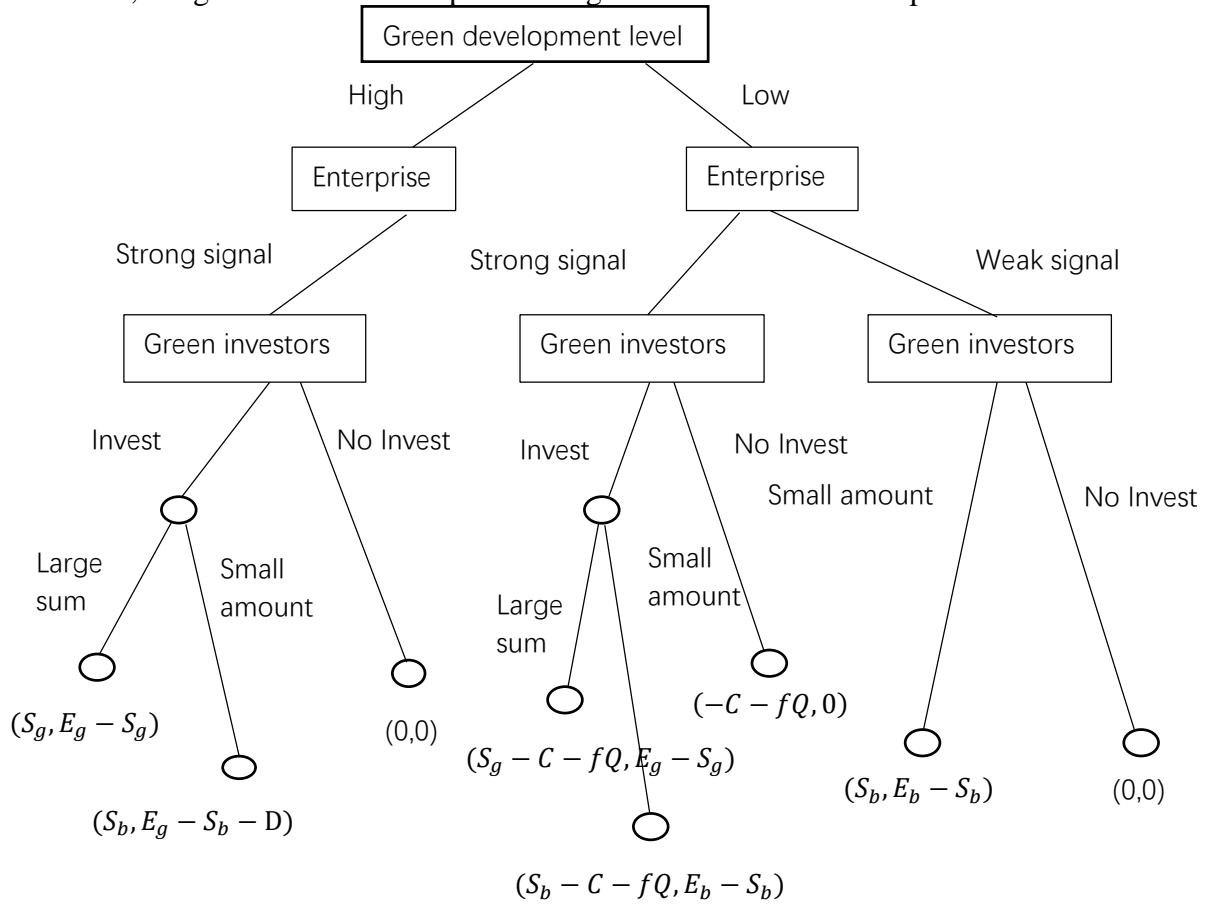 Green development level
High
Low
Enterprise
Enterprise
Strong signal
Strong signal
Weak signal
Green investors
Green investors
Green investors
Invest
No Invest
Invest
No Invest
Small amount
No Invest
Large
sum
Small
amount
Large
sum
Small
amount
(S_g, E_g − S_g)
(0,0)
(S_b, E_g − S_b − D)
(S_g − C − fQ, E_g − S_g)
(−C − fQ, 0)
(S_b − C − fQ, E_b − S_b)
(S_b, E_b − S_b)
(0,0)